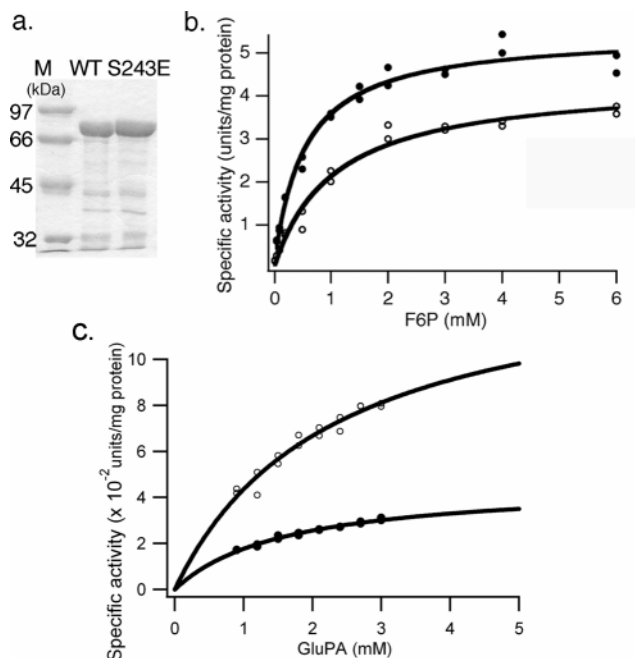 a.
M WT S243E
(kDa)
97
66
45
32
b.
Specific activity (units/mg protein)
5
4
3
2
1
0 1 2 3 4 5 6
F6P (mM)
c.
Specific activity (x 10-2 units/mg protein)
10
8
6
4
2
0
0 1 2 3 4 5
GluPA (mM)